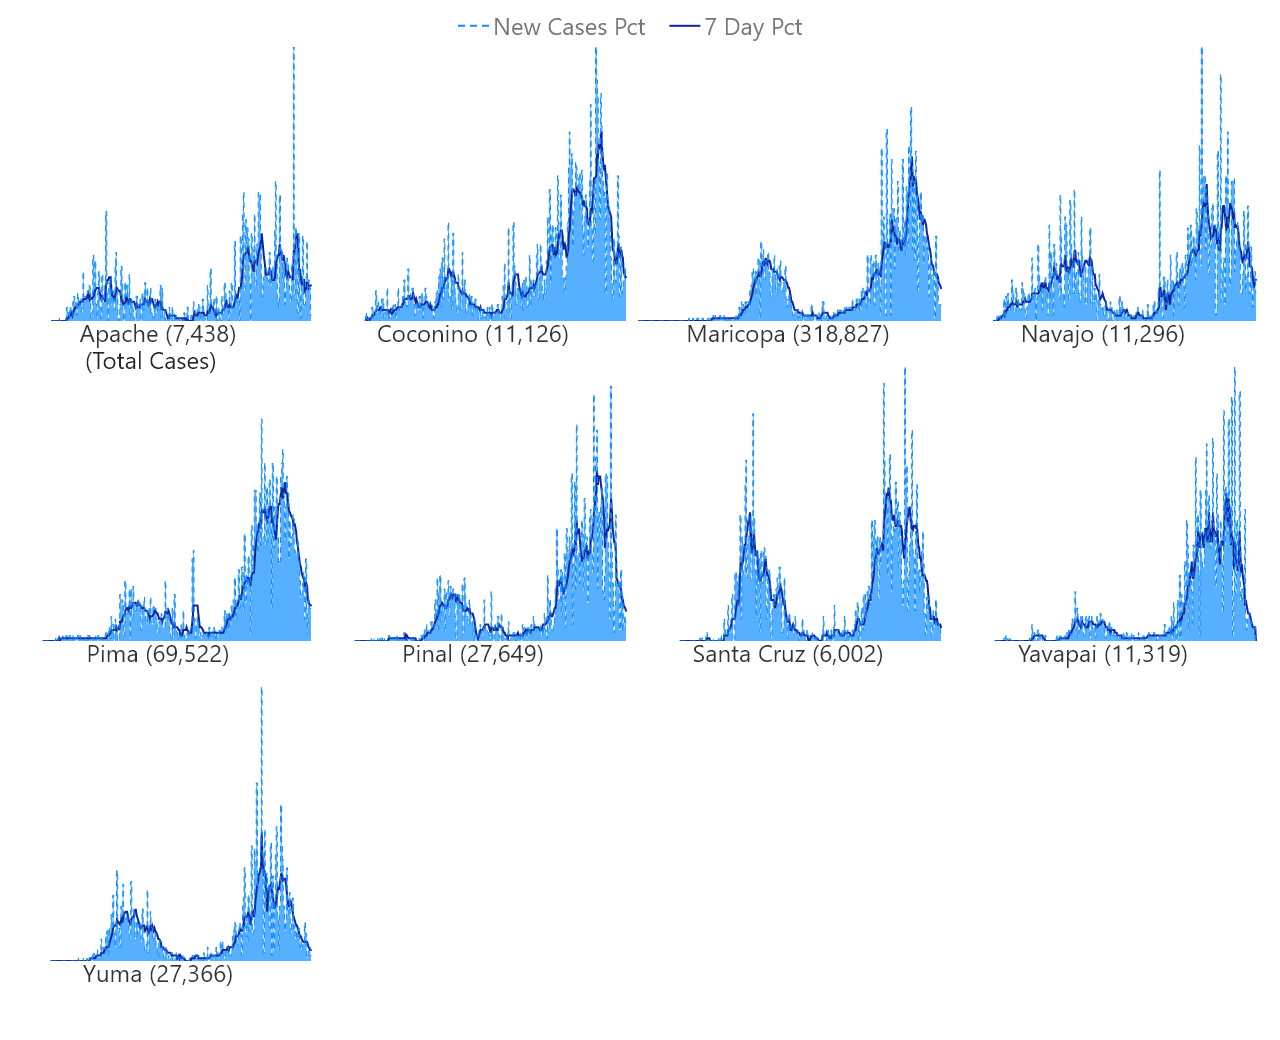 New Cases Pct 7 Day Pct
Apache (7,438)
(Total Cases)
Coconino (11,126)
Maricopa (318,827)
Navajo (11,296)
Pima (69,522)
Pinal (27,649)
Santa Cruz (6,002)
Yavapai (11,319)
Yuma (27,366)